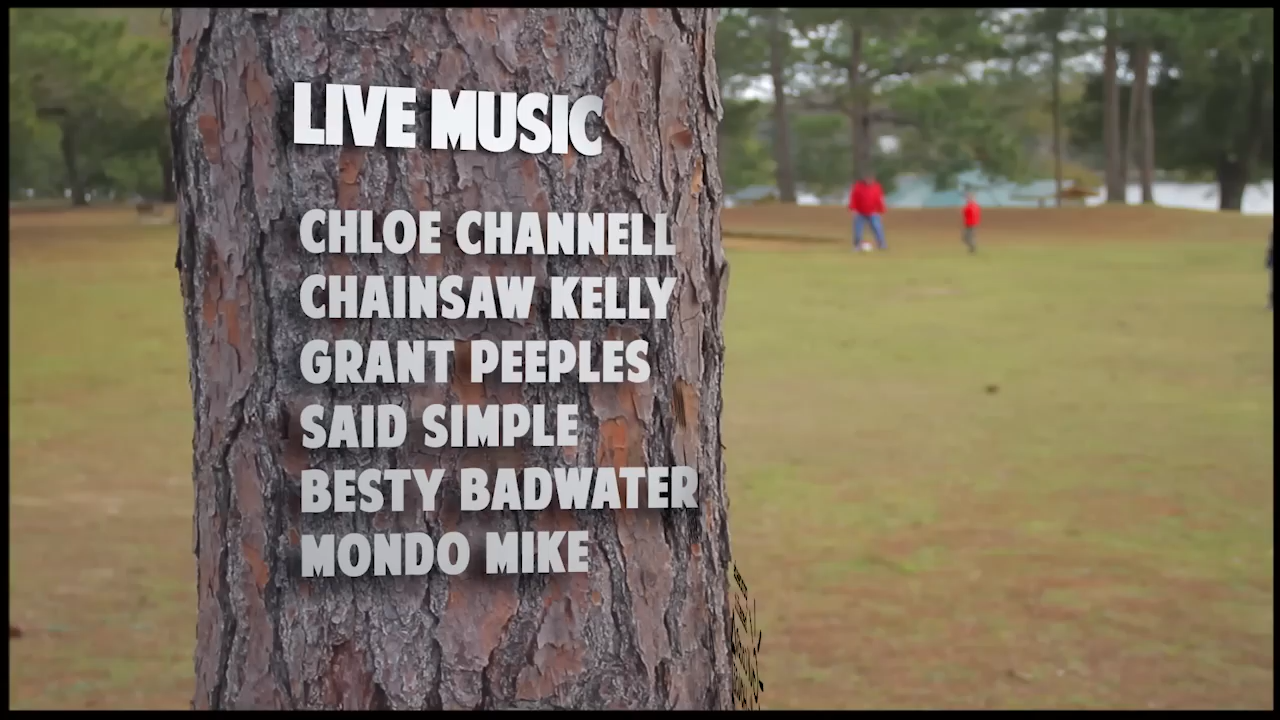 LIVE MUSIC
CHLOE CHANNELL
CHAINSAW KELLY
GRANT PEEPLES
SAID SIMPLE
BESTY BADWATER
MONDO MIKE